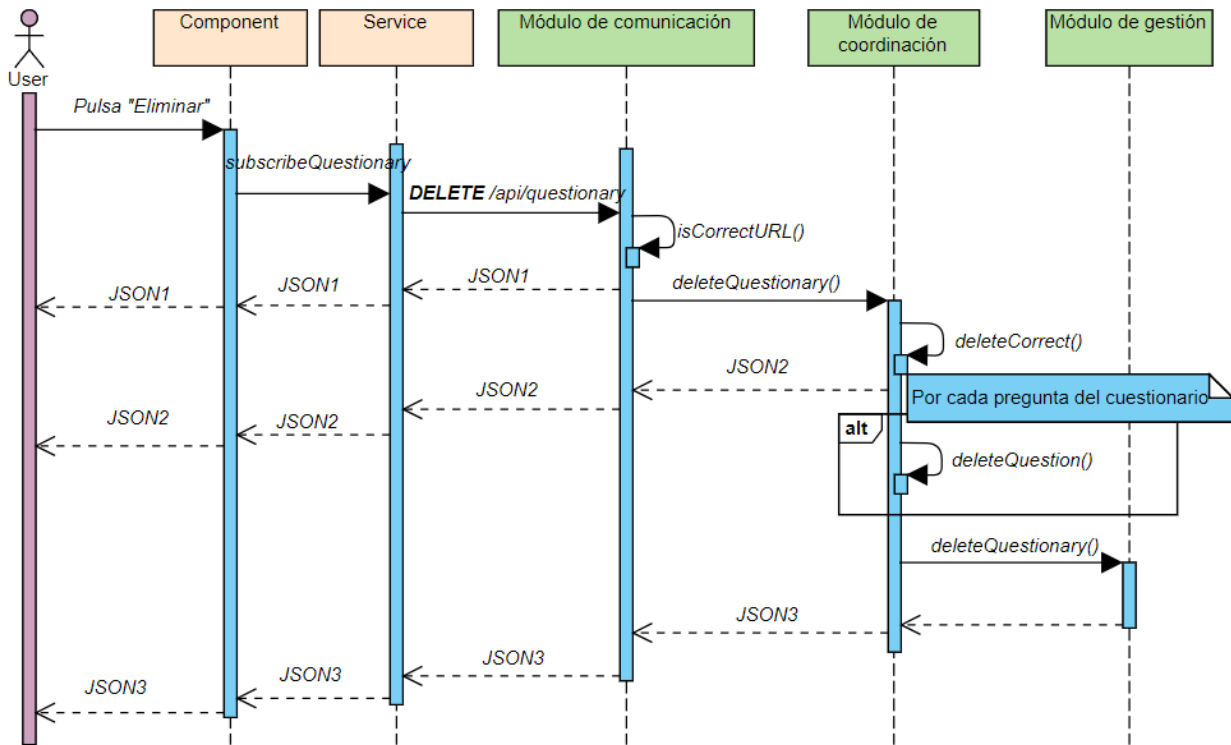 Component
Service
Módulo de comunicación
Módulo de
coordinación
Módulo de gestión
User
Pulsa "Eliminar"
subscribeQuestionary
DELETE /api/questionary
isCorrectURL()
JSON1
JSON1
JSON1
deleteQuestionary()
deleteCorrect()
JSON2
JSON2
JSON2
JSON2
Por cada pregunta del cuestionario
alt
deleteQuestion()
deleteQuestionary()
JSON3
JSON3
JSON3
JSON3